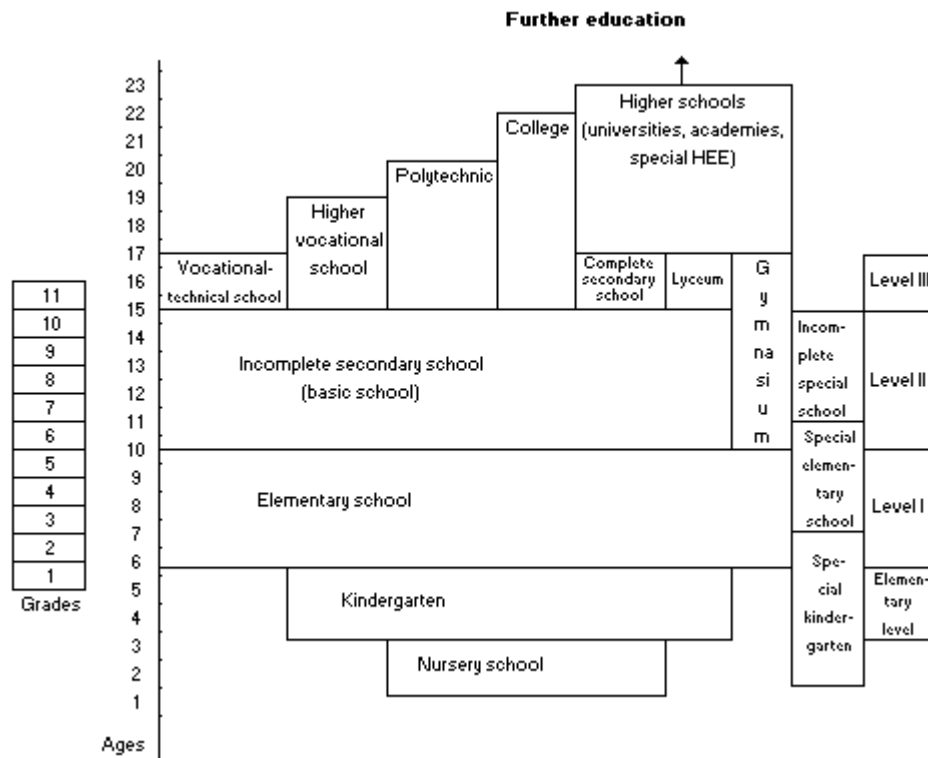 Further education
23
22
21
20
19
18
17
16
15
14
13
12
11
10
9
8
7
6
5
4
3
2
1
Ages
11
10
9
8
7
6
5
4
3
2
1
Grades
Higher schools
(universities, academies,
special HEE)
College
Polytechnic
Higher
vocational
school
Vocational-
technical school
Complete
secondary
school
Lyceum
G
y
m
na
si
u
m
Incomplete secondary school
(basic school)
Elementary school
Kindergarten
Nursery school
Incom-
plete
special
school
Special
elemen-
tary
school
Spe-
cial
kinder-
garten
Level III
Level II
Level I
Elemen-
tary
level